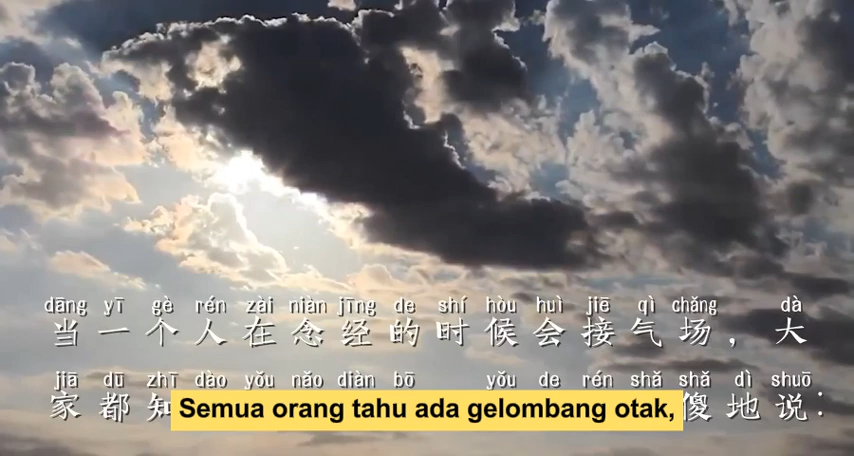 dāng yī gè rén zài niàn jīng de shí hòu huì jiē qì chǎng dà
当一个人在念经的时候会接气场，大
jiā dū zhī dào yǒu nǎo diàn bō yǒu de rén shǎ shǎ dì shuō
家都知 傻地说：
Semua orang tahu ada gelombang otak,